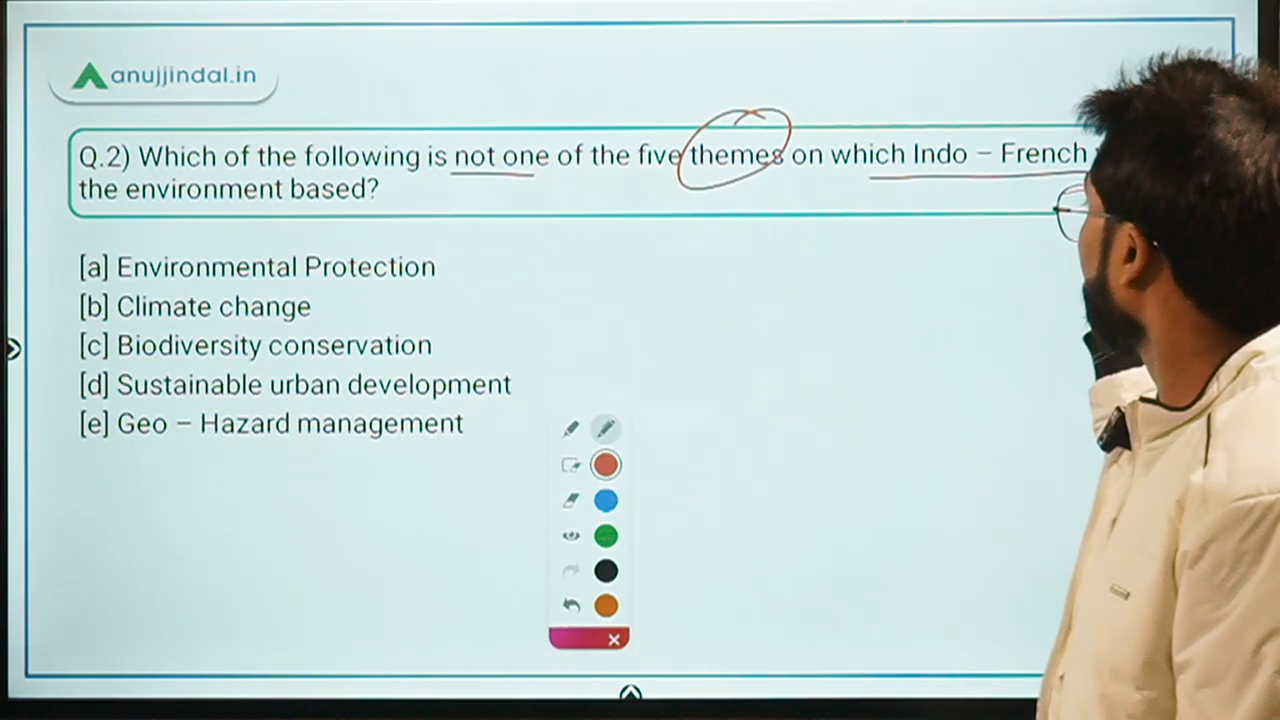 anujjindal.in
Q.2) Which of the following is not one of the five themes on which Indo – French
the environment based?
[a] Environmental Protection
[b] Climate change
[c] Biodiversity conservation
[d] Sustainable urban development
[e] Geo – Hazard management